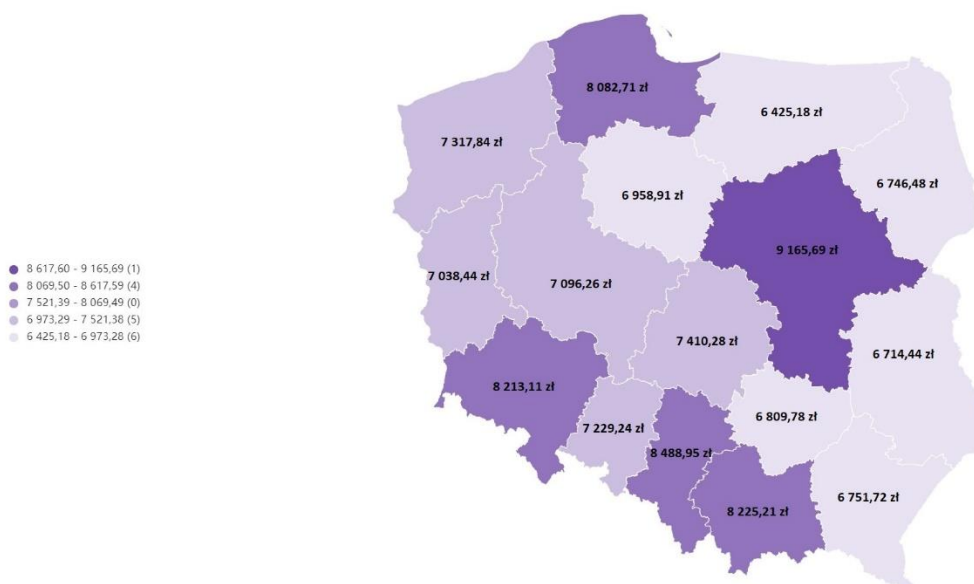 8 082,71 zł
6 425,18 zł
7 317,84 zł
6 746,48 zł
6 958,91 zł
9 165,69 zł
8 617,60 - 9 165,69 (1)
8 069,50 - 8 617,59 (4)
7 521,39 - 8 069,49 (0)
6 973,29 - 7 521,38 (5)
6 425,18 - 6 973,28 (6)
7 038,44 zł
7 096,26 zł
7 410,28 zł
6 714,44 zł
8 213,11 zł
6 809,78 zł
7 229,24 zł
8 488,95 zł
6 751,72 zł
8 225,21 zł